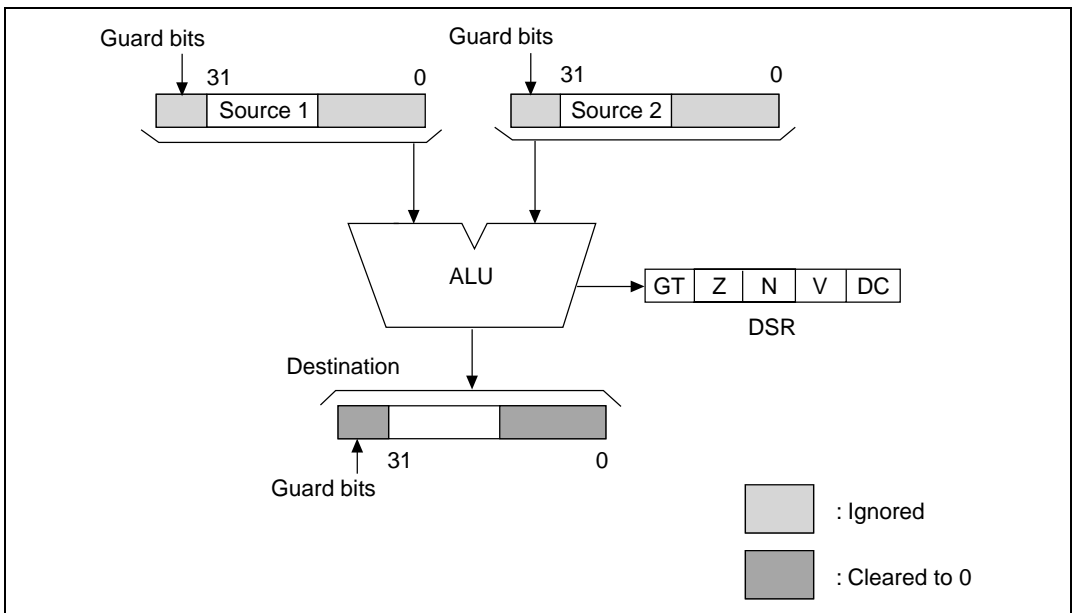 Guard bits
Guard bits
31 0
31 0
Source 1
Source 2
ALU
GT Z N V DC
DSR
Destination
31 0
Guard bits
: Ignored
: Cleared to 0